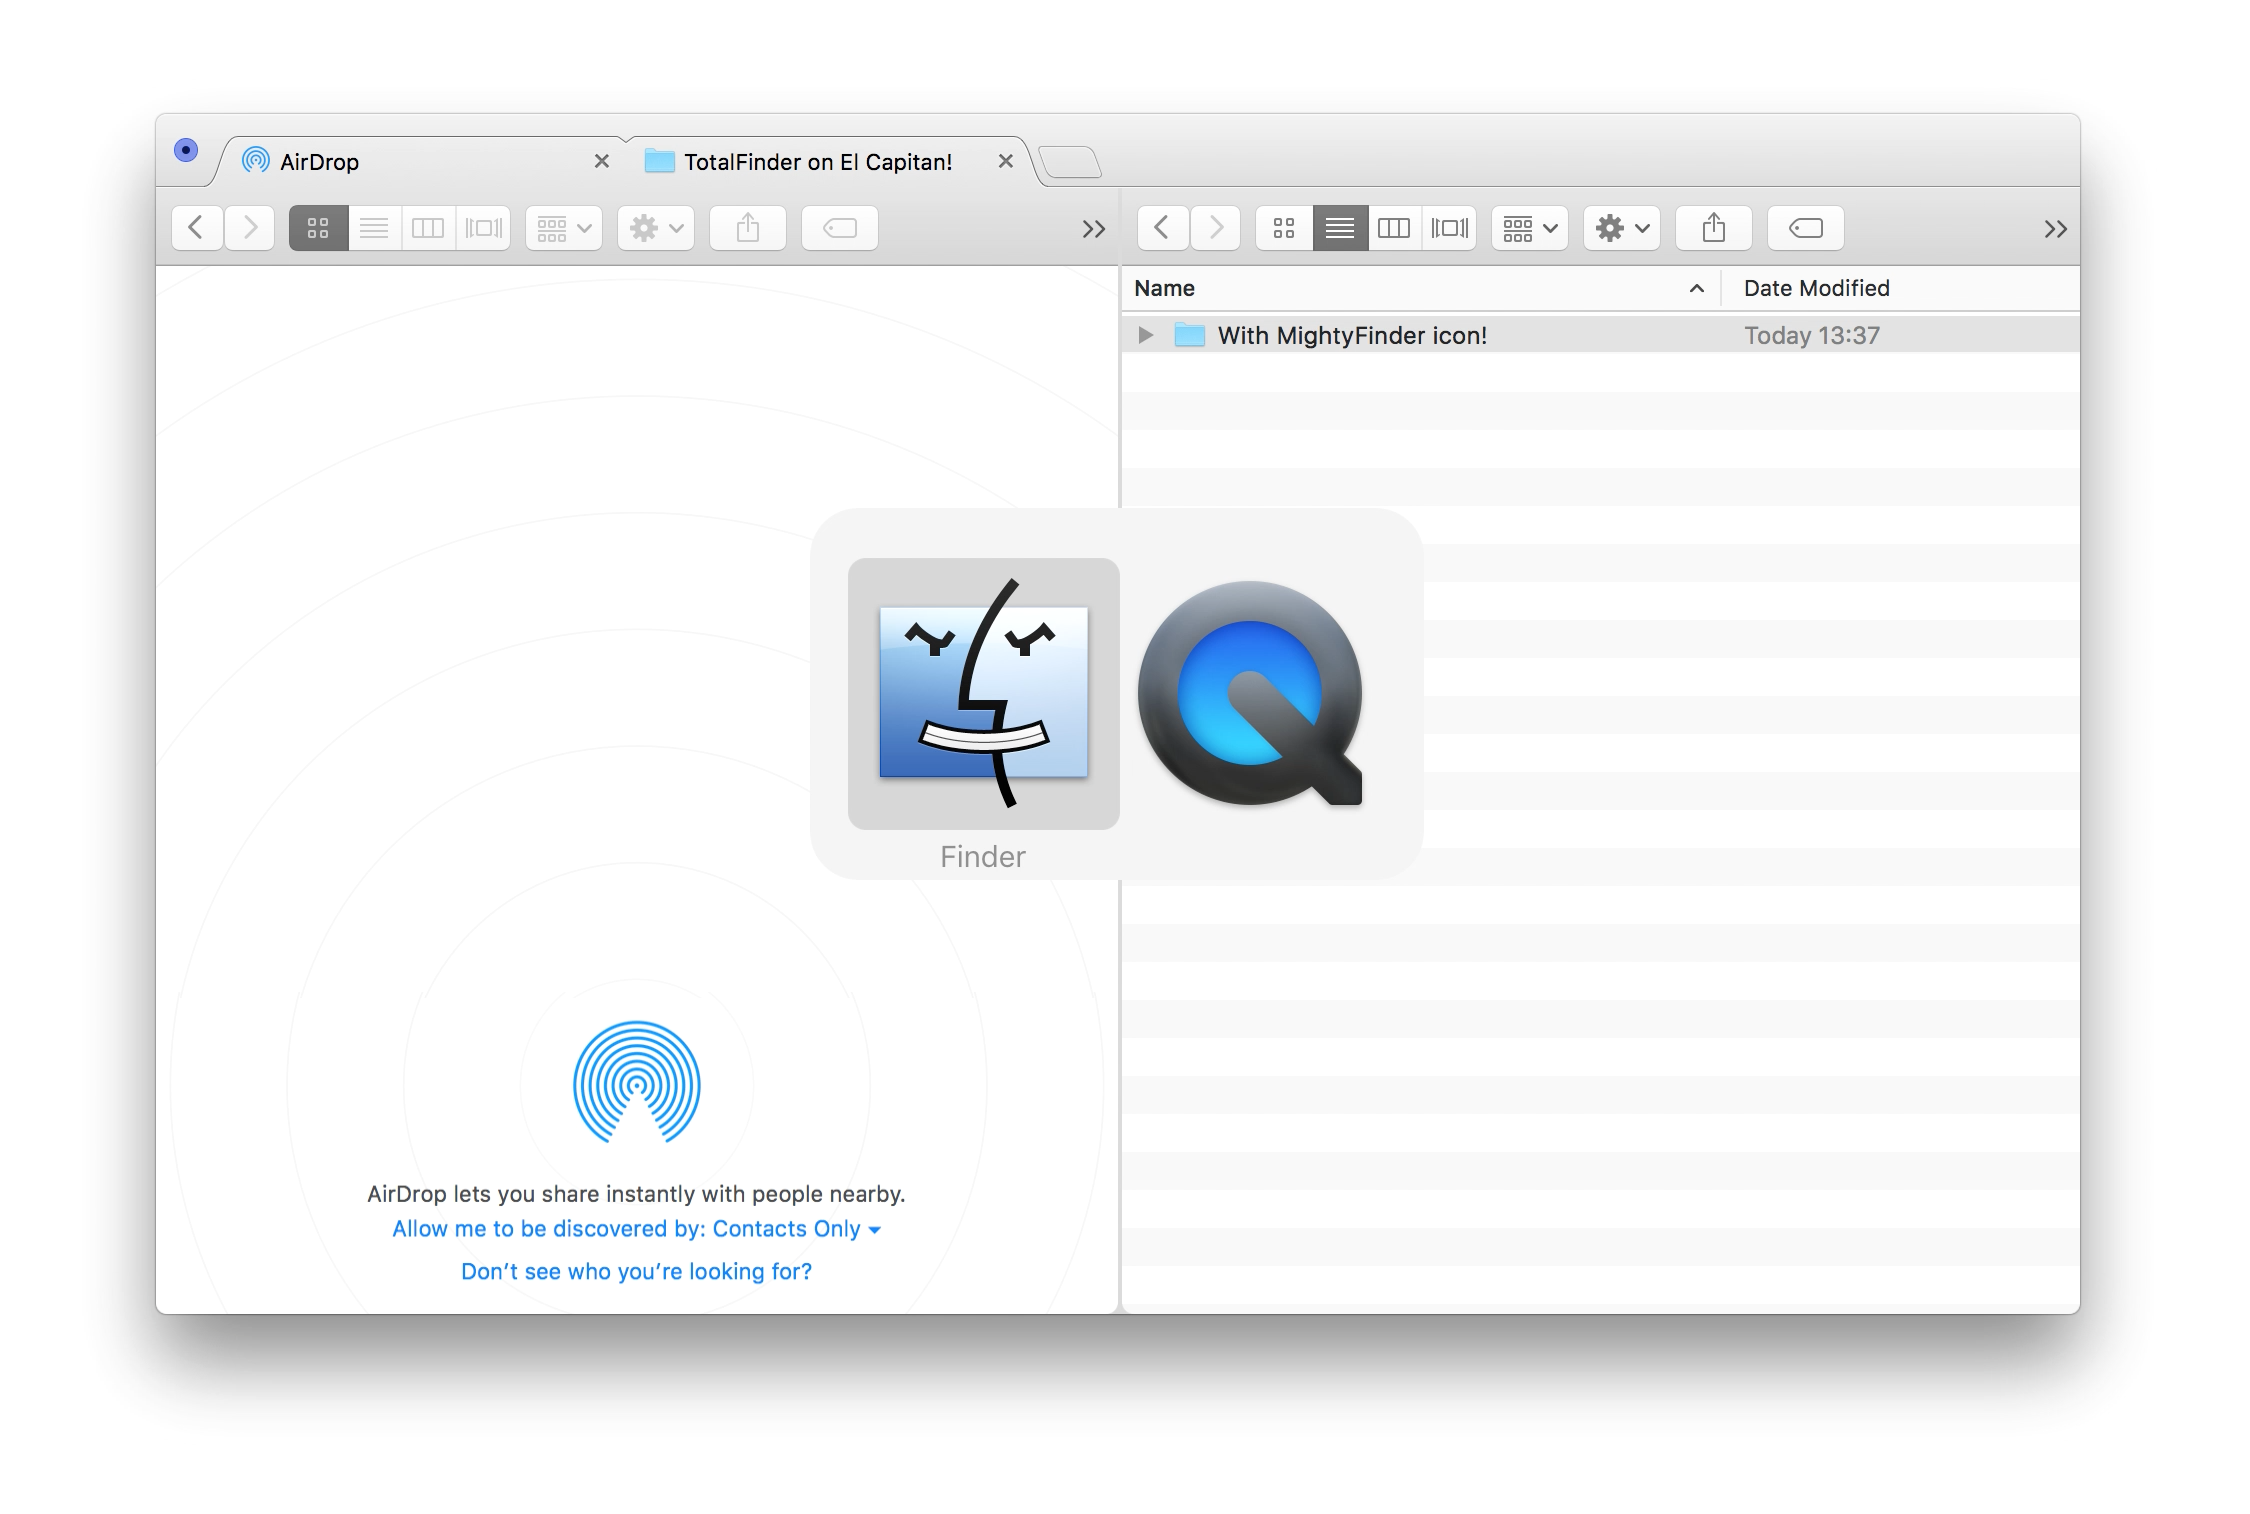 AirDrop
TotalFinder on El Capitan!
Name
Date Modified
With MightyFinder icon!
Today 13:37
Finder
AirDrop lets you share instantly with people nearby.
Allow me to be discovered by: Contacts Only
Don’t see who you’re looking for?